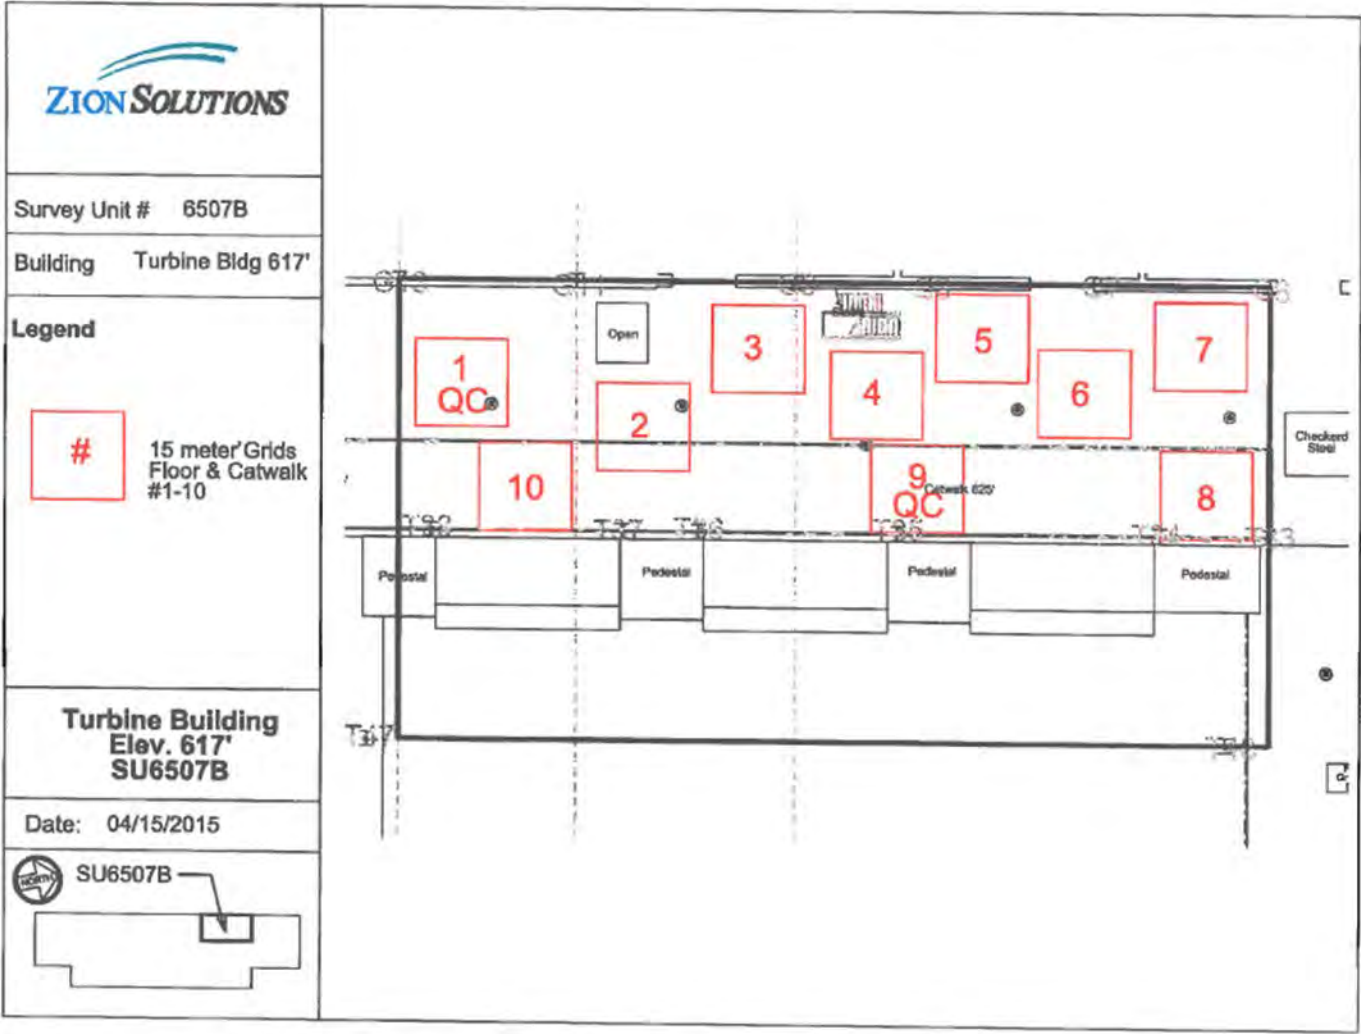 ZION SOLUTIONS
Survey Unit # 6507B
Building Turbine Bldg 617'
Legend
#
15 meter' Grids
Floor & Catwalk
#1-10
Turbine Building
Elev. 617'
SU6507B
Date: 04/15/2015
NORTH
SU6507B
Open
1
QC
2
3
4
5
6
7
Checkerd
Steel
10
9
QC
Catwalk 625'
8
Pedestal
Pedestal
Pedestal
Pedestal